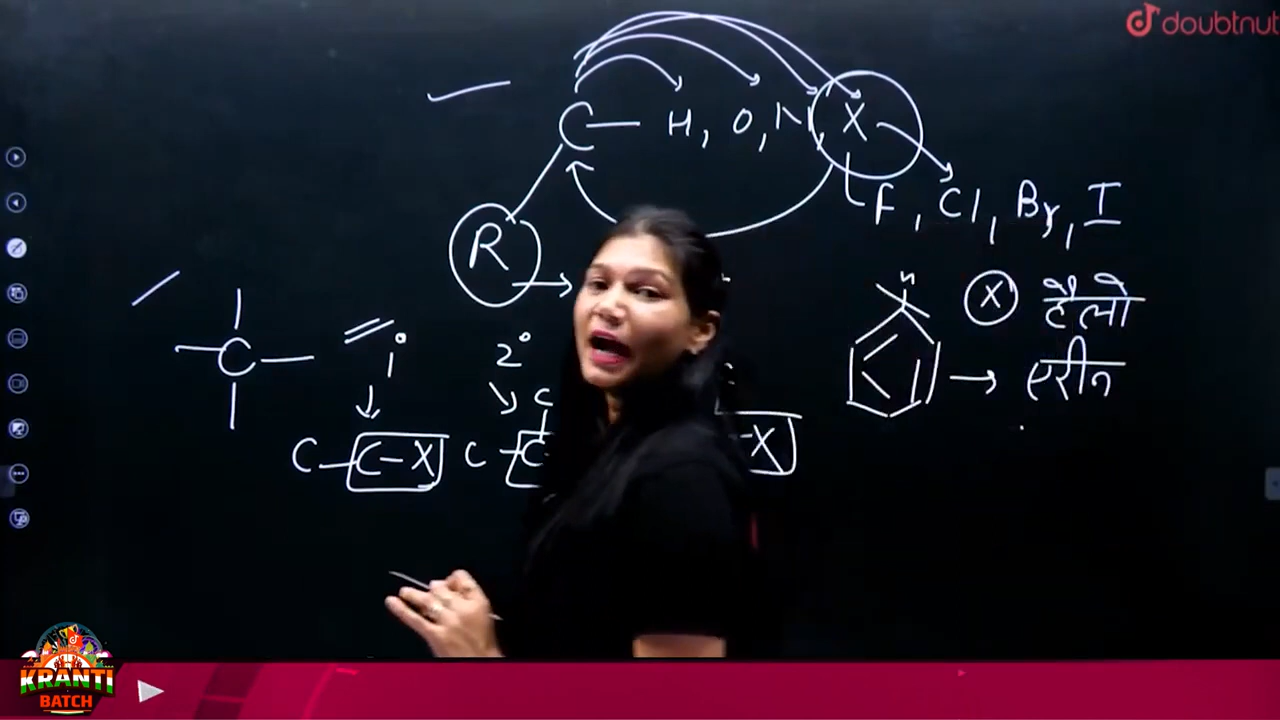 doubtnut
C — H, O, N, X
F, Cl, Br, I
R
X हैलो
C
1° 2°
एरीन
C
C – C – X C – C – X
KRANTI
BATCH